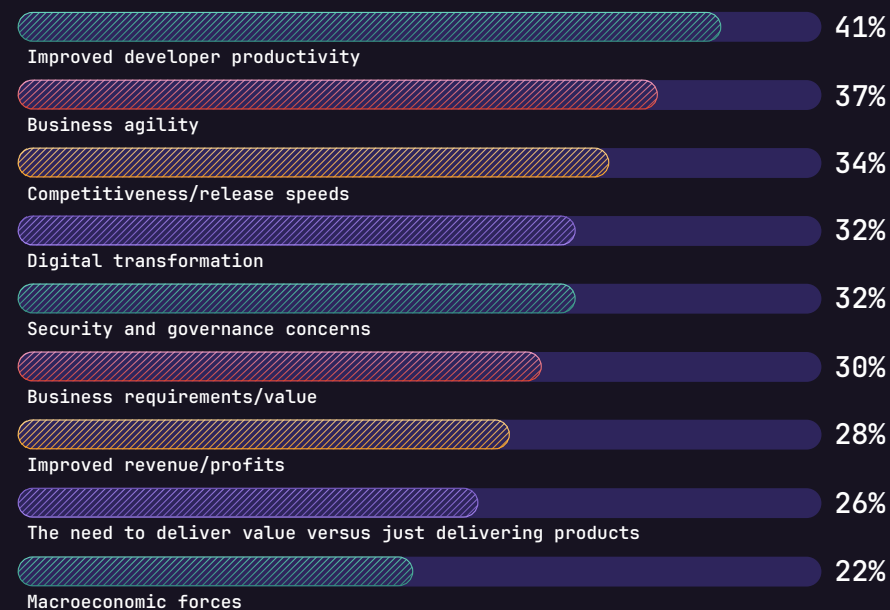 41%
Improved developer productivity
37%
Business agility
34%
Competitiveness/release speeds
32%
Digital transformation
32%
Security and governance concerns
30%
Business requirements/value
28%
Improved revenue/profits
26%
The need to deliver value versus just delivering products
22%
Macroeconomic forces